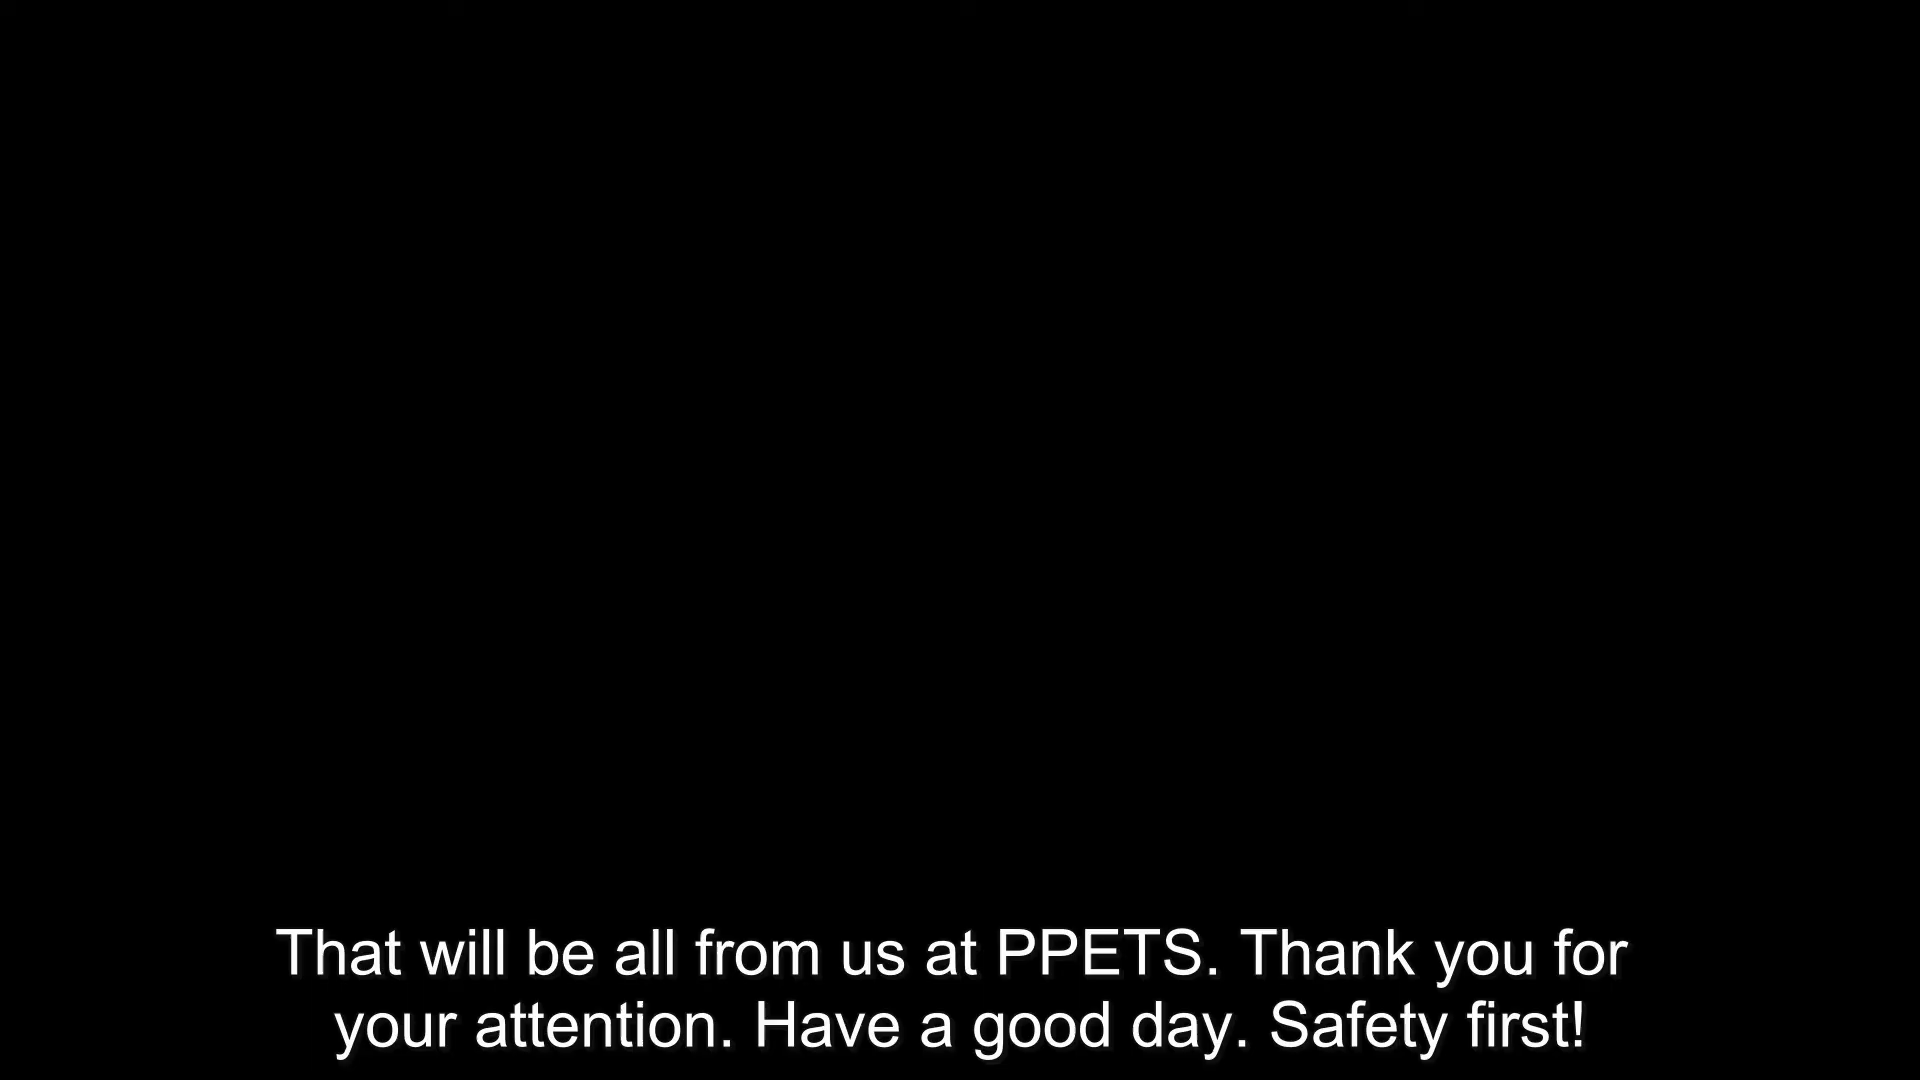 That will be all from us at PPETS. Thank you for
your attention. Have a good day. Safety first!